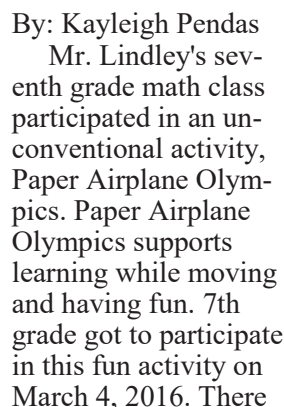 By: Kayleigh Pendas
Mr. Lindley's sev-
enth grade math class
participated in an un-
conventional activity,
Paper Airplane Olym-
pics. Paper Airplane
Olympics supports
learning while moving
and having fun. 7th
grade got to participate
in this fun activity on
March 4, 2016. There